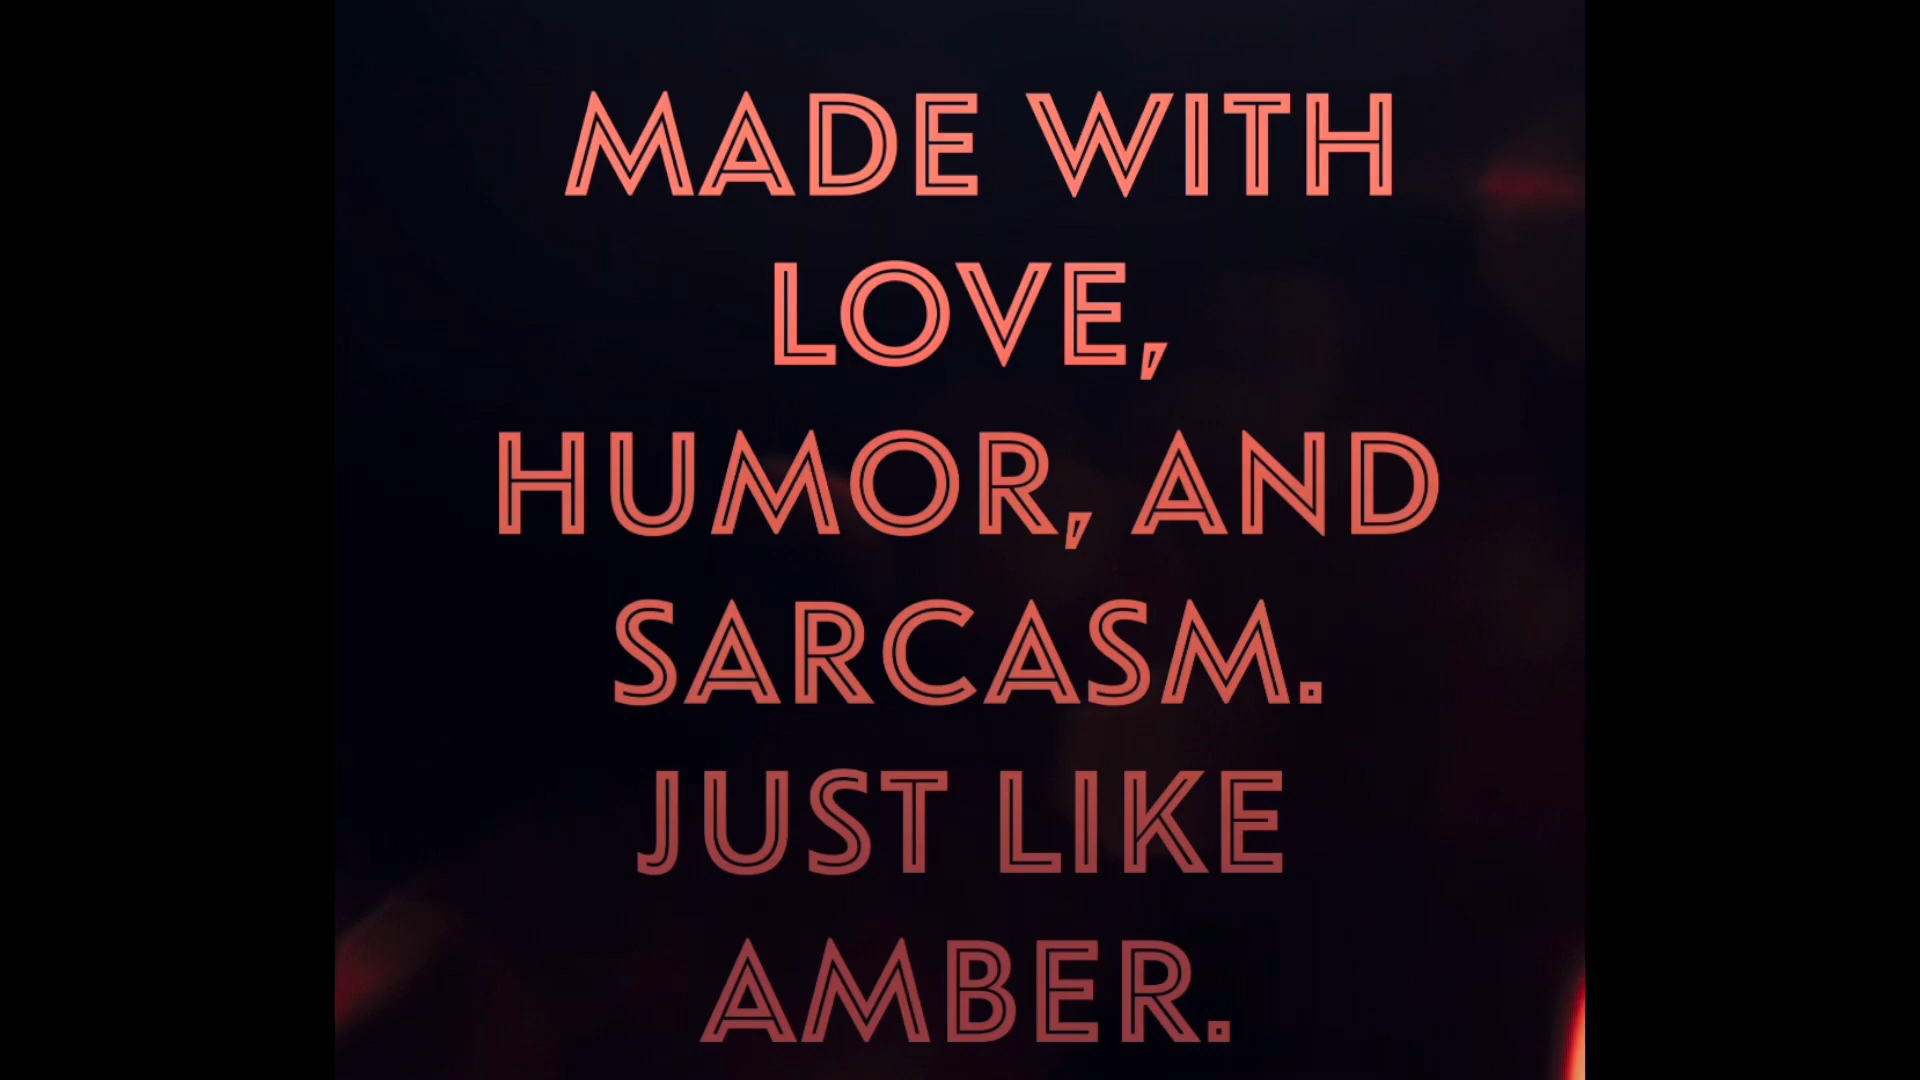 MADE WITH
LOVE,
HUMOR, AND
SARCASM.
JUST LIKE
AMBER.